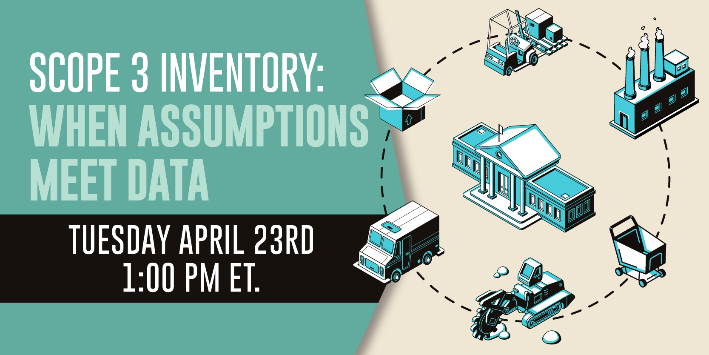 SCOPE 3 INVENTORY:
WHEN ASSUMPTIONS
MEET DATA
TUESDAY APRIL 23RD
1:00 PM ET.